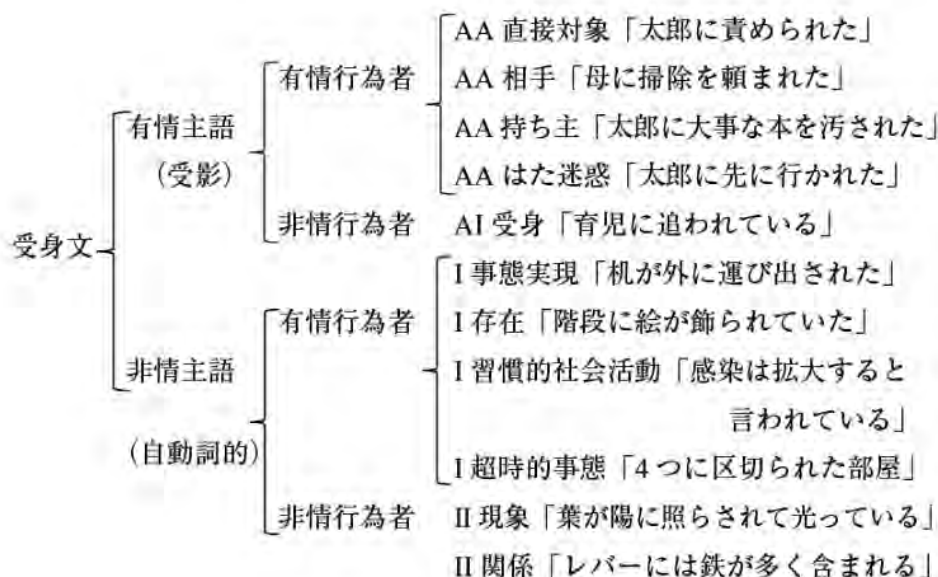 AA 直接対象「太郎に責められた」
有情行為者
AA 相手「母に掃除を頼まれた」
有情主語
AA 持ち主「太郎に大事な本を汚された」
(受影)
AA はた迷惑「太郎に先に行かれた」
非情行為者
AI 受身「育児に追われている」
受身文
I 事態実現「机が外に運び出された」
有情行為者
I 存在「階段に絵が飾られていた」
非情主語
I 習慣的社会活動「感染は拡大すると
言われている」
(自動詞的)
I 超時的事態「4つに区切られた部屋」
非情行為者
II 現象「葉が陽に照らされて光っている」
II 関係「レバーには鉄が多く含まれる」